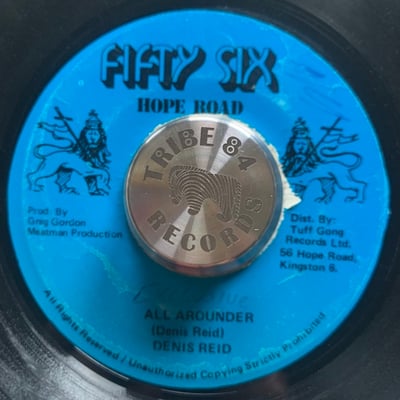 FIFTY SIX
HOPE ROAD
TRIBE 84
RECORDS
Prod. By
Greg Gordon
Meatman Production
Dist. By:
Tuff Gong
Records Ltd.
56 Hope Road,
Kingston 6.
ALL AROUNDER
(Denis Reid)
DENIS REID
All Rights Reserved / Unauthorized Copying Strictly Prohibited